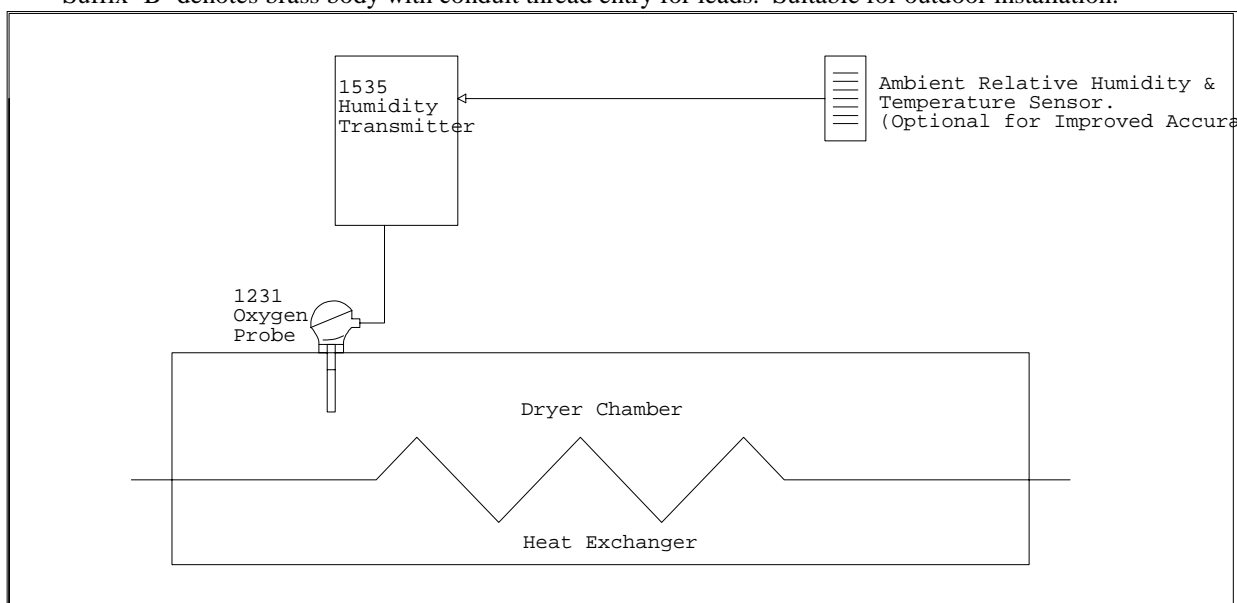 Suffix "B" denotes brass body with conduit thread entry for leads. Suitable for outdoor installation.
1535
Humidity
Transmitter
Ambient Relative Humidity &
Temperature Sensor.
(Optional for Improved Accura
1231
Oxygen
Probe
Dryer Chamber
Heat Exchanger